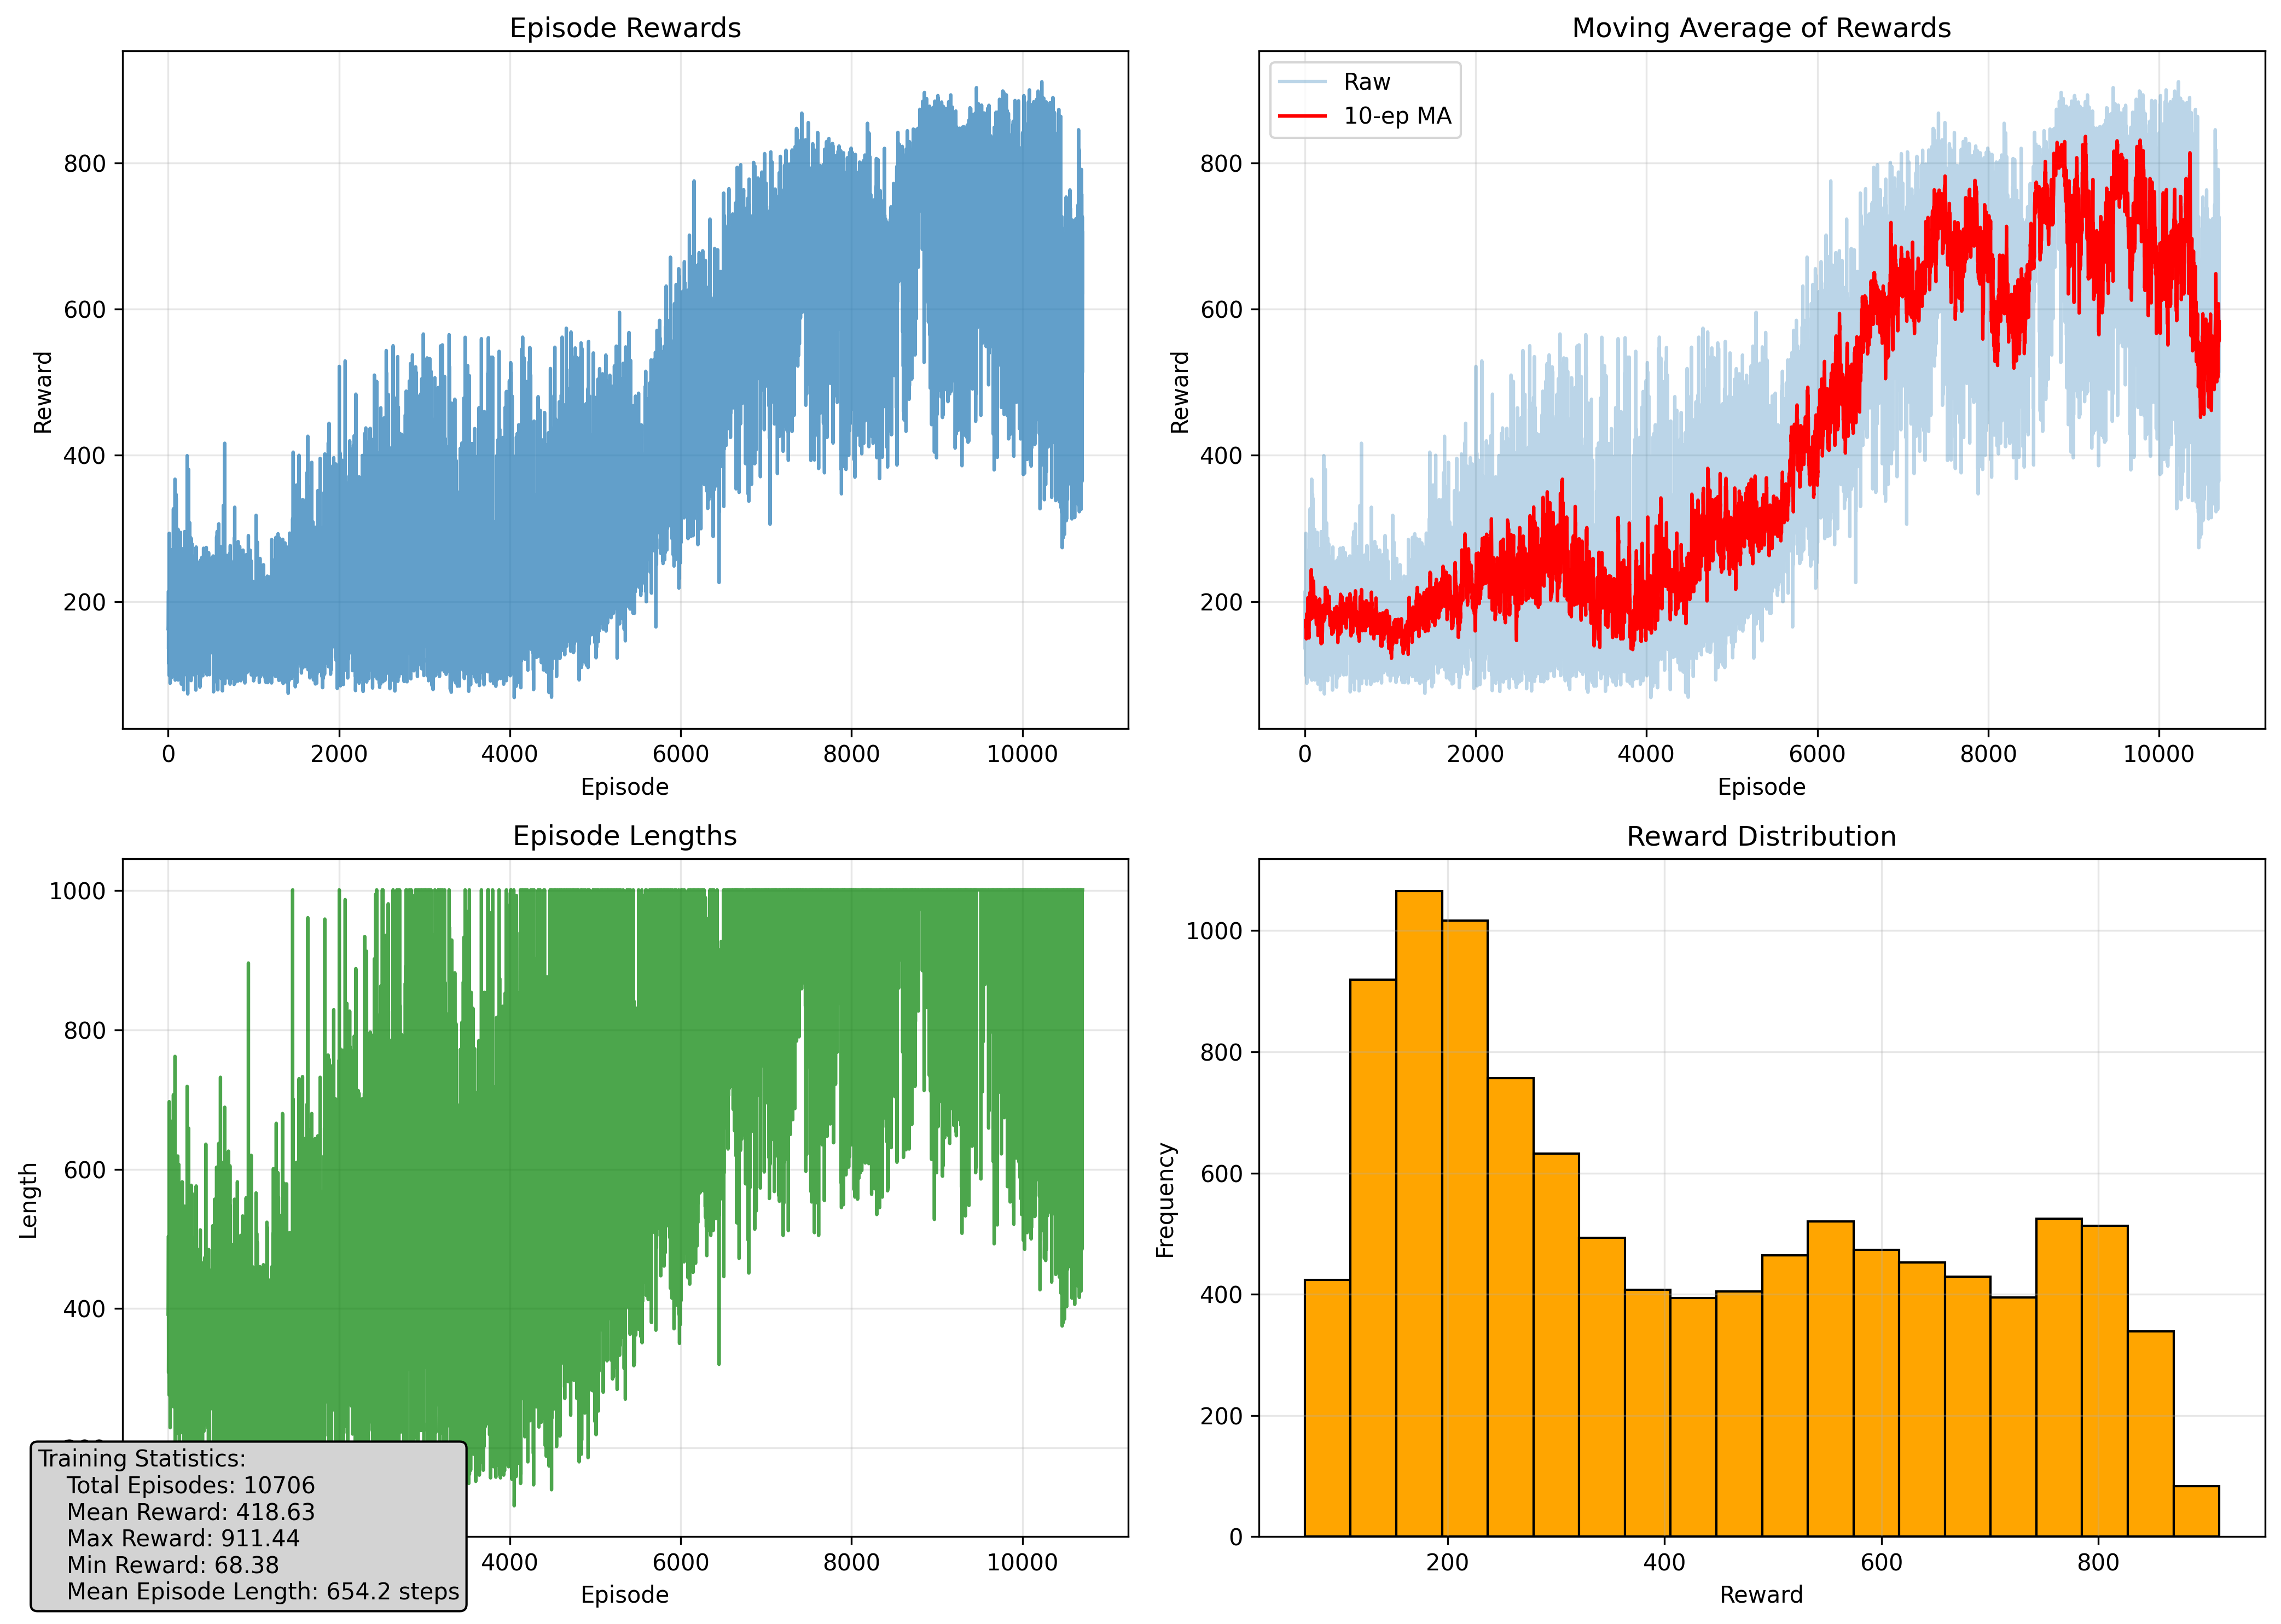 Episode Rewards
Reward
800
600
400
200
0 2000 4000 6000 8000 10000
Episode
Moving Average of Rewards
Raw
10-ep MA
Reward
800
600
400
200
0 2000 4000 6000 8000 10000
Episode
Episode Lengths
Length
1000
800
600
400
4000 6000 8000 10000
Episode
Training Statistics:
Total Episodes: 10706
Mean Reward: 418.63
Max Reward: 911.44
Min Reward: 68.38
Mean Episode Length: 654.2 steps
Reward Distribution
Frequency
1000
800
600
400
200
0
200 400 600 800
Reward